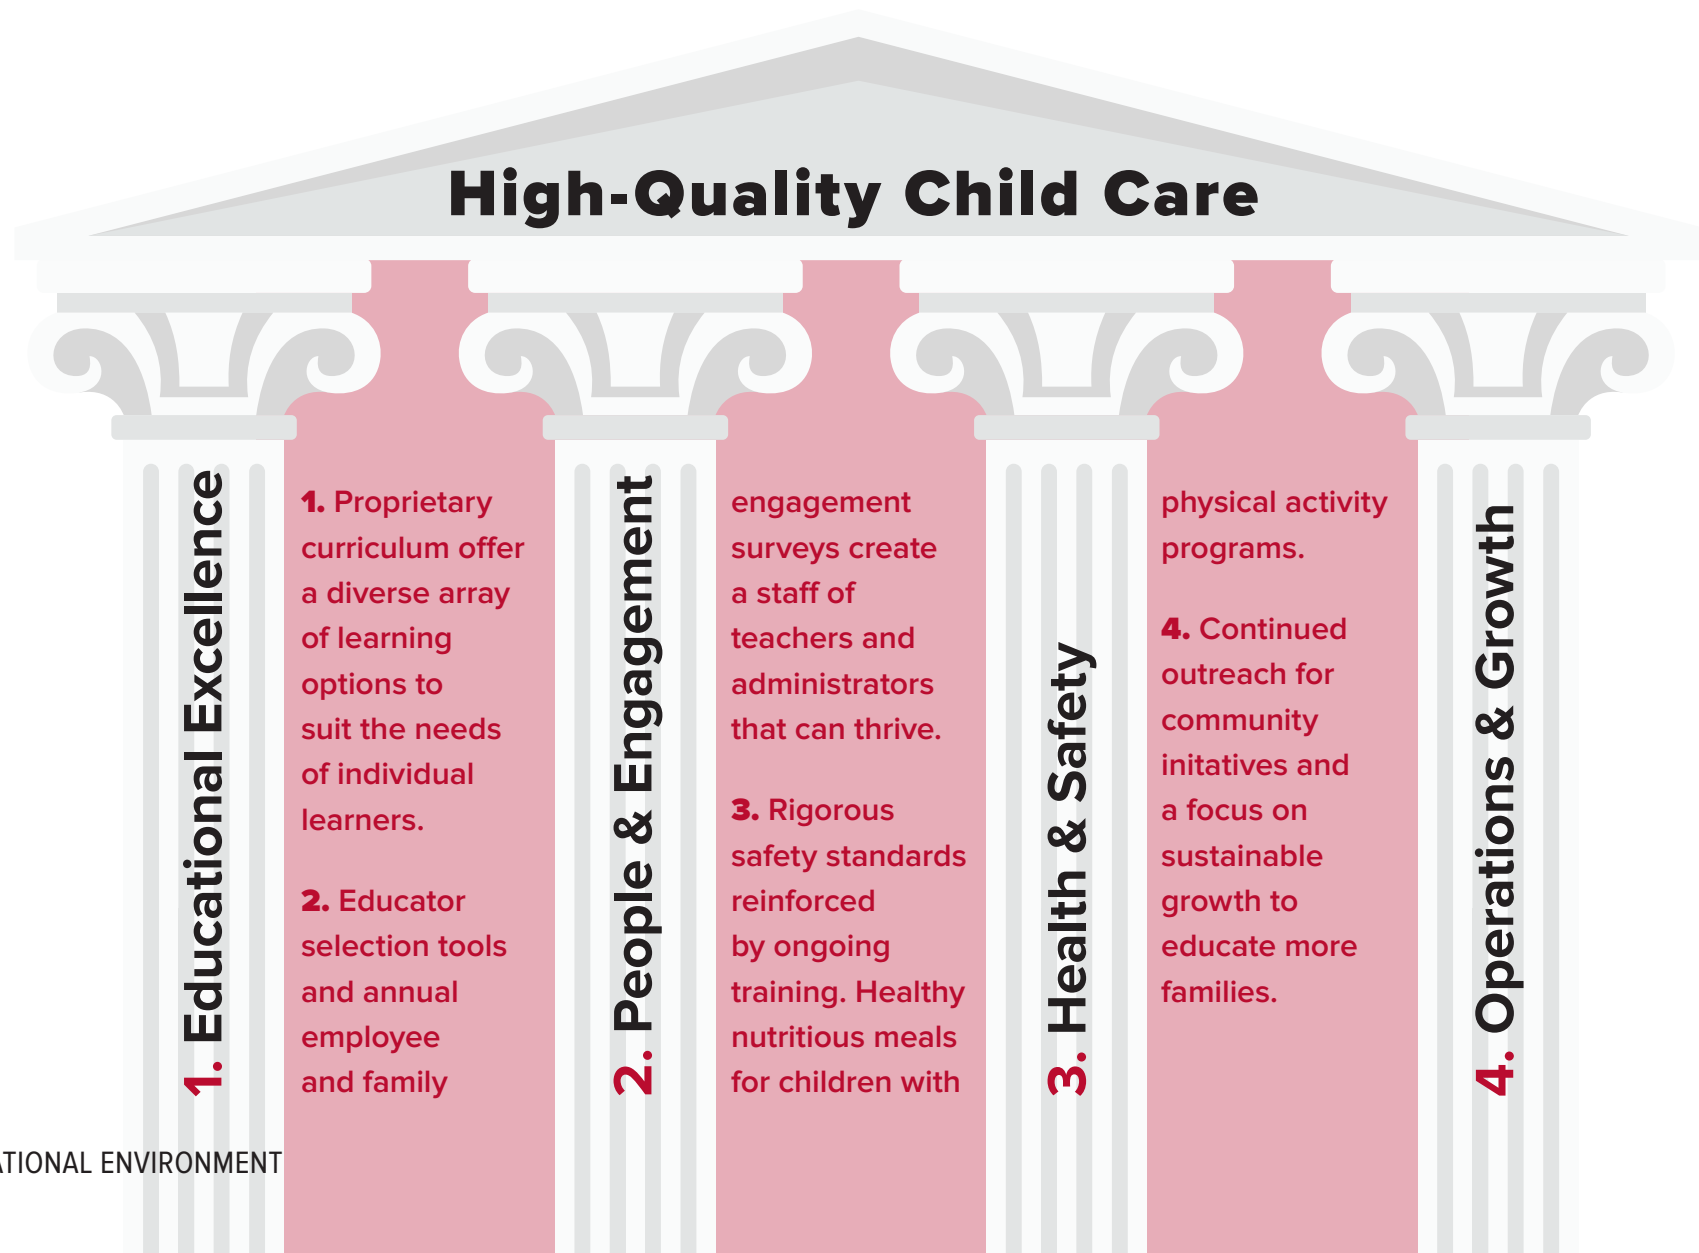 High-Quality Child Care
1. Educational Excellence
1. Proprietary
curriculum offer
a diverse array
of learning
options to
suit the needs
of individual
learners.
2. Educator
selection tools
and annual
employee
and family
2. People & Engagement
engagement
surveys create
a staff of
teachers and
administrators
that can thrive.
3. Rigorous
safety standards
reinforced
by ongoing
training. Healthy
nutritious meals
for children with
3. Health & Safety
physical activity
programs.
4. Continued
outreach for
community
initatives and
a focus on
sustainable
growth to
educate more
families.
4. Operations & Growth
ENVIRONMENT